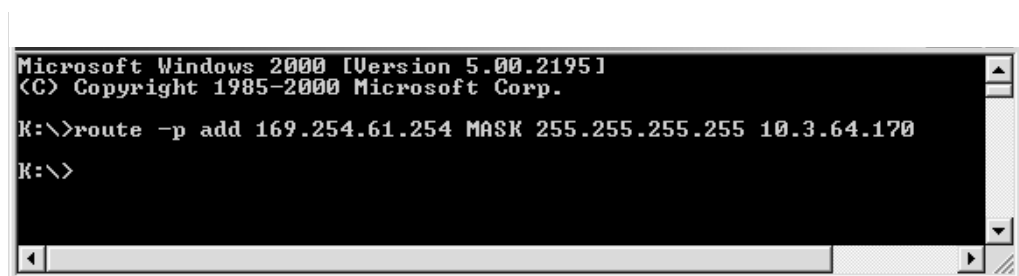 Microsoft Windows 2000 [Version 5.00.2195]
(C) Copyright 1985-2000 Microsoft Corp.
K:\>route -p add 169.254.61.254 MASK 255.255.255.255 10.3.64.170
K:\>